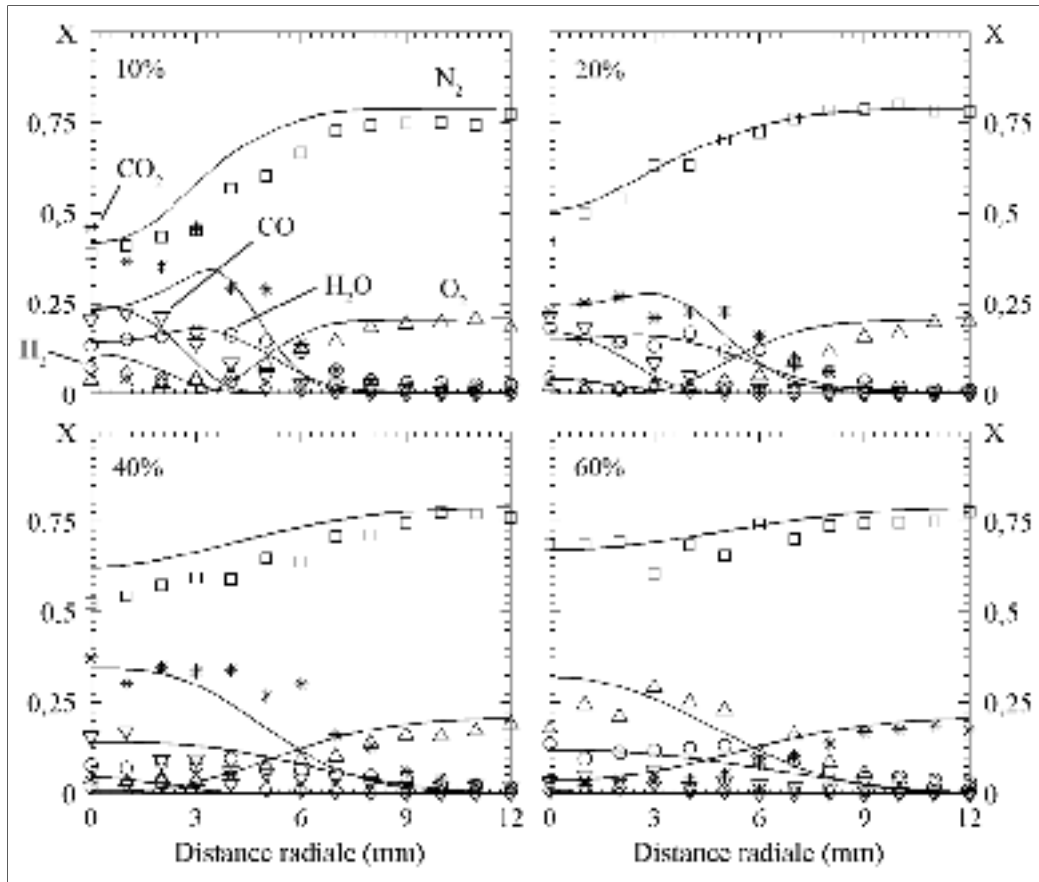 X X
10% N₂ 20%
0,75 0,75
CO₂
0,5 CO 0,5
0,25 H₂O O₂ 0,25
H₂
0 0
X X
40% 60%
0,75 0,75
0,5 0,5
0,25 0,25
0 0
0 3 6 9 12 0 3 6 9 12
Distance radiale (mm) Distance radiale (mm)